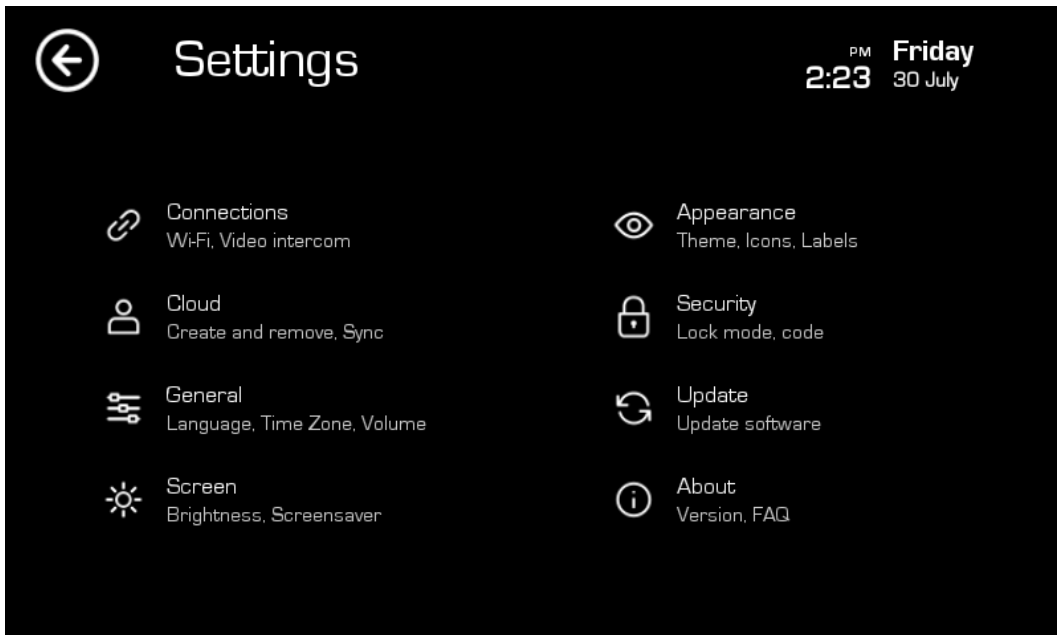 Settings
PM
2:23
Friday
30 July
Connections
Wi-Fi, Video intercom
Cloud
Create and remove, Sync
General
Language, Time Zone, Volume
Screen
Brightness, Screensaver
Appearance
Theme, Icons, Labels
Security
Lock mode, code
Update
Update software
About
Version, FAQ